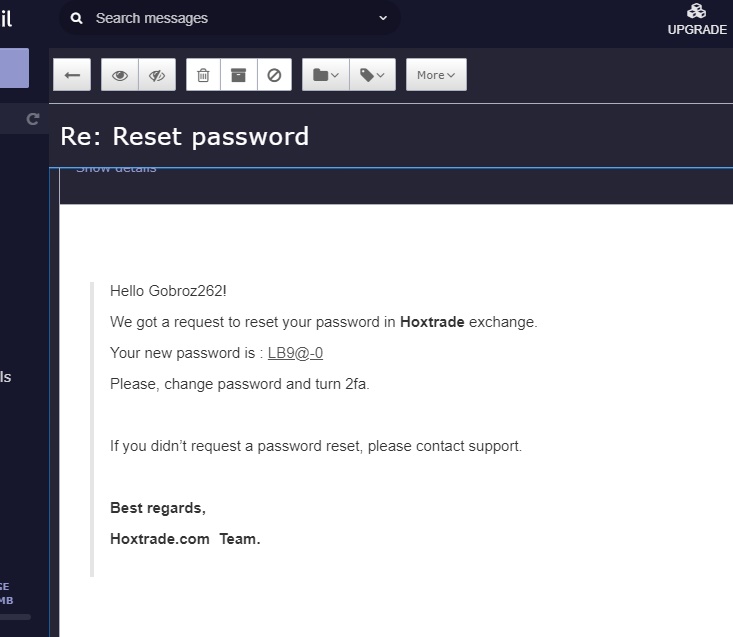 il
Search messages
UPGRADE
More
Re: Reset password
Show details
Hello Gobroz262!
We got a request to reset your password in Hoxtrade exchange.
Your new password is : LB9@-0
Please, change password and turn 2fa.
ls
If you didn’t request a password reset, please contact support.
Best regards,
Hoxtrade.com Team.
GE
MB